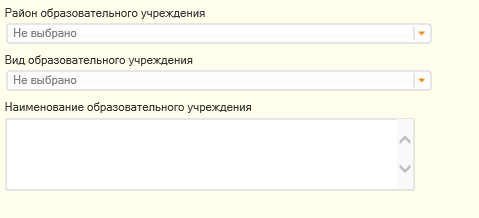 Район образовательного учреждения
Не выбрано
Вид образовательного учреждения
Не выбрано
Наименование образовательного учреждения